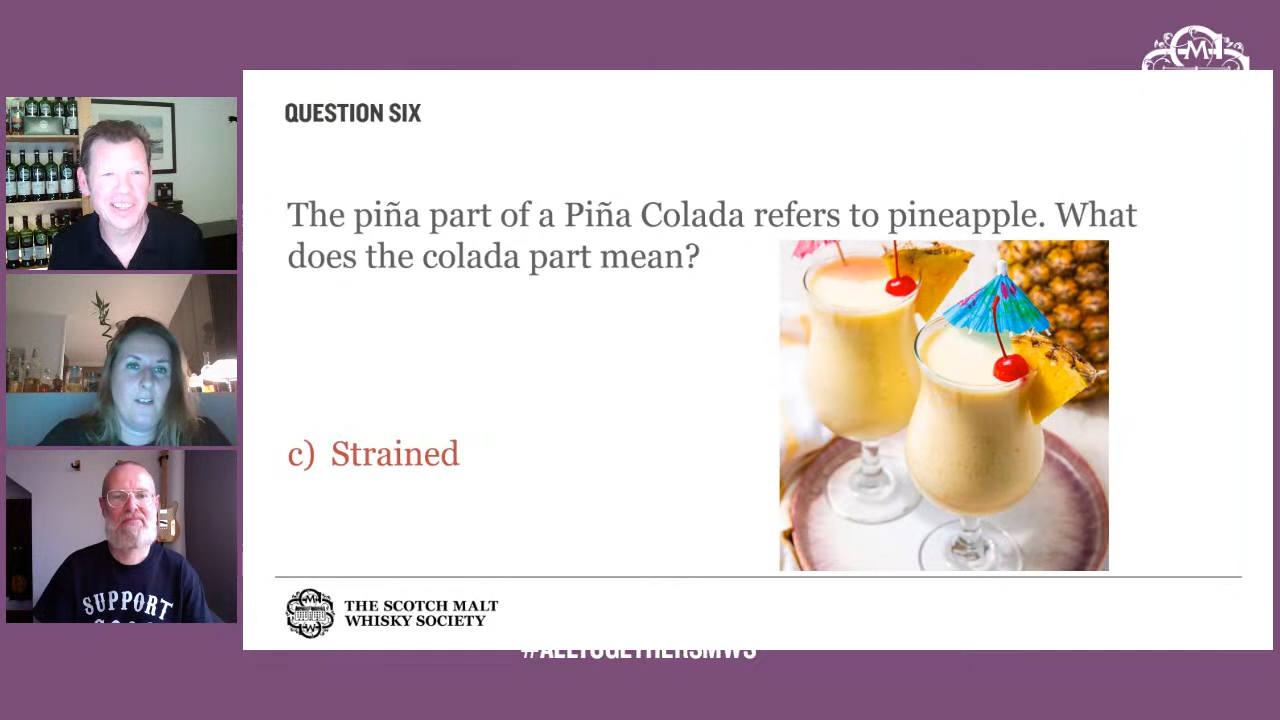 QUESTION SIX
The piña part of a Piña Colada refers to pineapple. What
does the colada part mean?
c) Strained
SUPPORT
THE SCOTCH MALT
WHISKY SOCIETY
#ALLTOGETHERSMWS